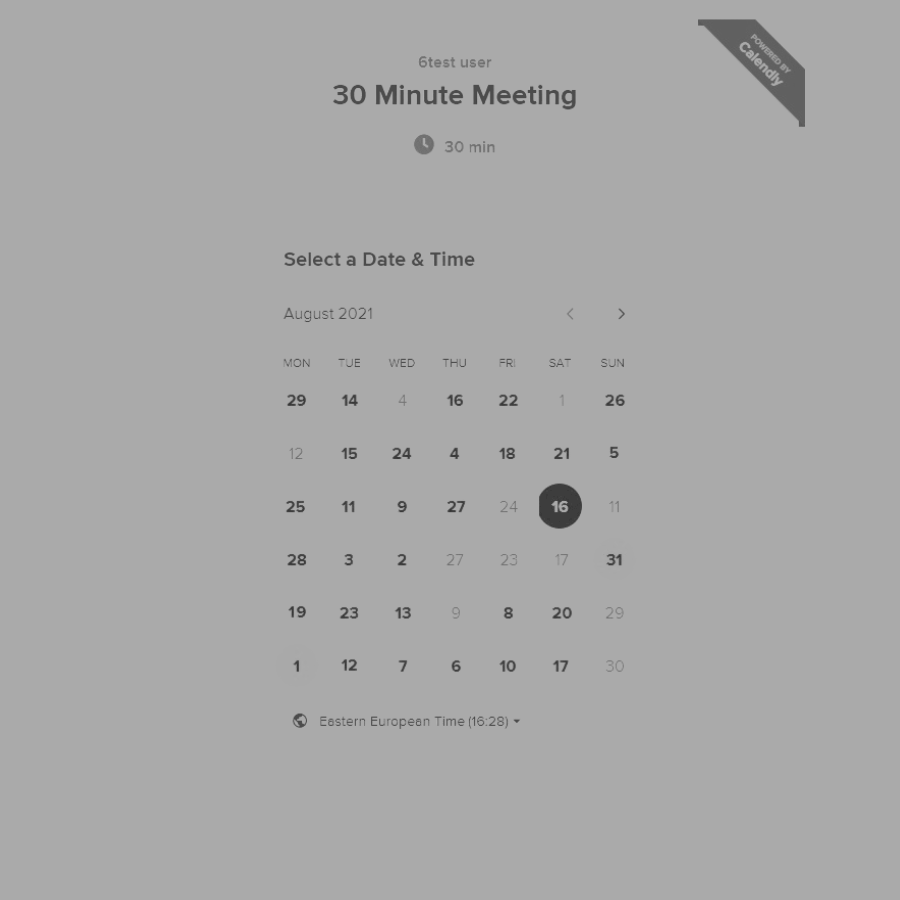 POWERED BY
Calendly
6test user
30 Minute Meeting
30 min
Select a Date & Time
August 2021
MON TUE WED THU FRI SAT SUN
29 14 4 16 22 1 26
12 15 24 4 18 21 5
25 11 9 27 24 16 11
28 3 2 27 23 17 31
19 23 13 9 8 20 29
1 12 7 6 10 17 30
Eastern European Time (16:28)